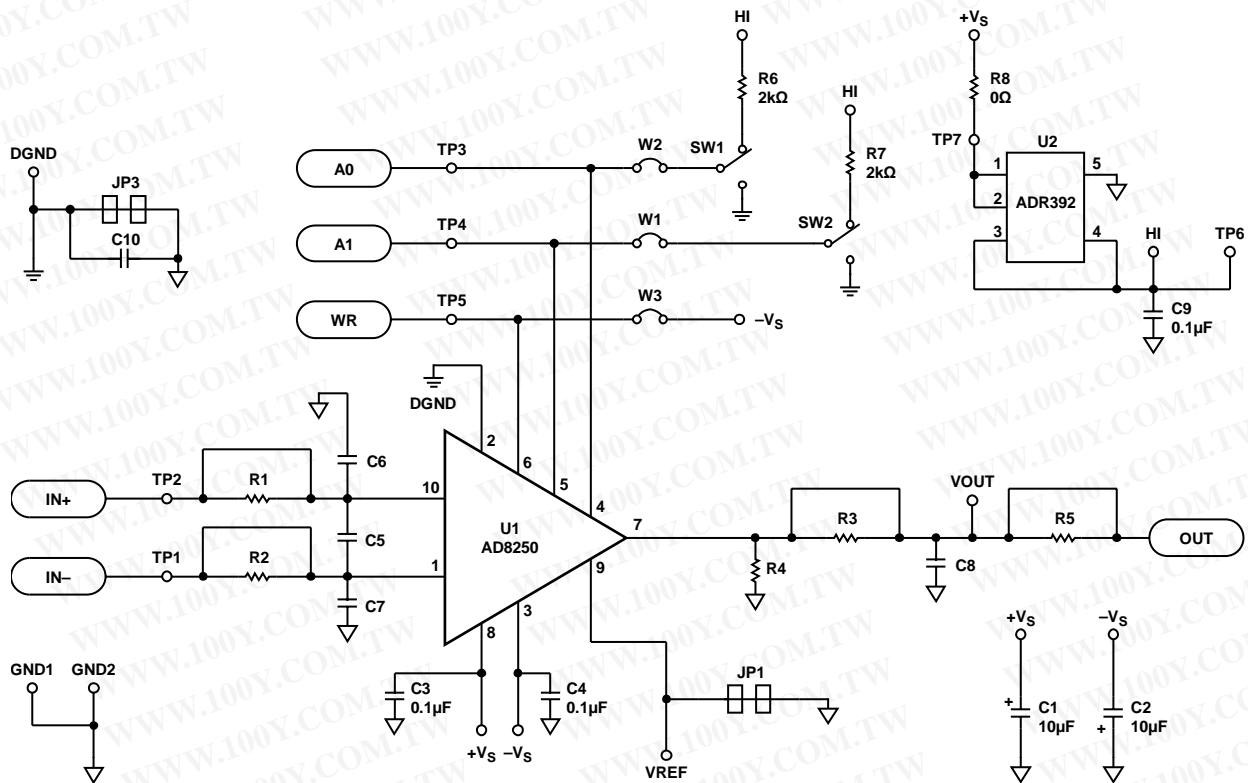 HI
+VS
R6
2kΩ
HI
R8
0Ω
DGND
TP3
W2
SW1
R7
2kΩ
TP7
U2
A0
JP3
1
5
2
ADR392
C10
TP4
W1
SW2
A1
3
4
HI
TP6
TP5
W3
WR
–VS
C9
0.1µF
DGND
2
C6
6
TP2
R1
5
VOUT
IN+
10
4
U1
AD8250
7
R3
R5
C5
OUT
TP1
R2
IN–
1
9
R4
C8
C7
3
8
+VS
–VS
GND1
GND2
C3
0.1µF
C4
0.1µF
JP1
C1
10µF
C2
10µF
+
+
+VS
–VS
VREF
WWW.100Y.COM.TW